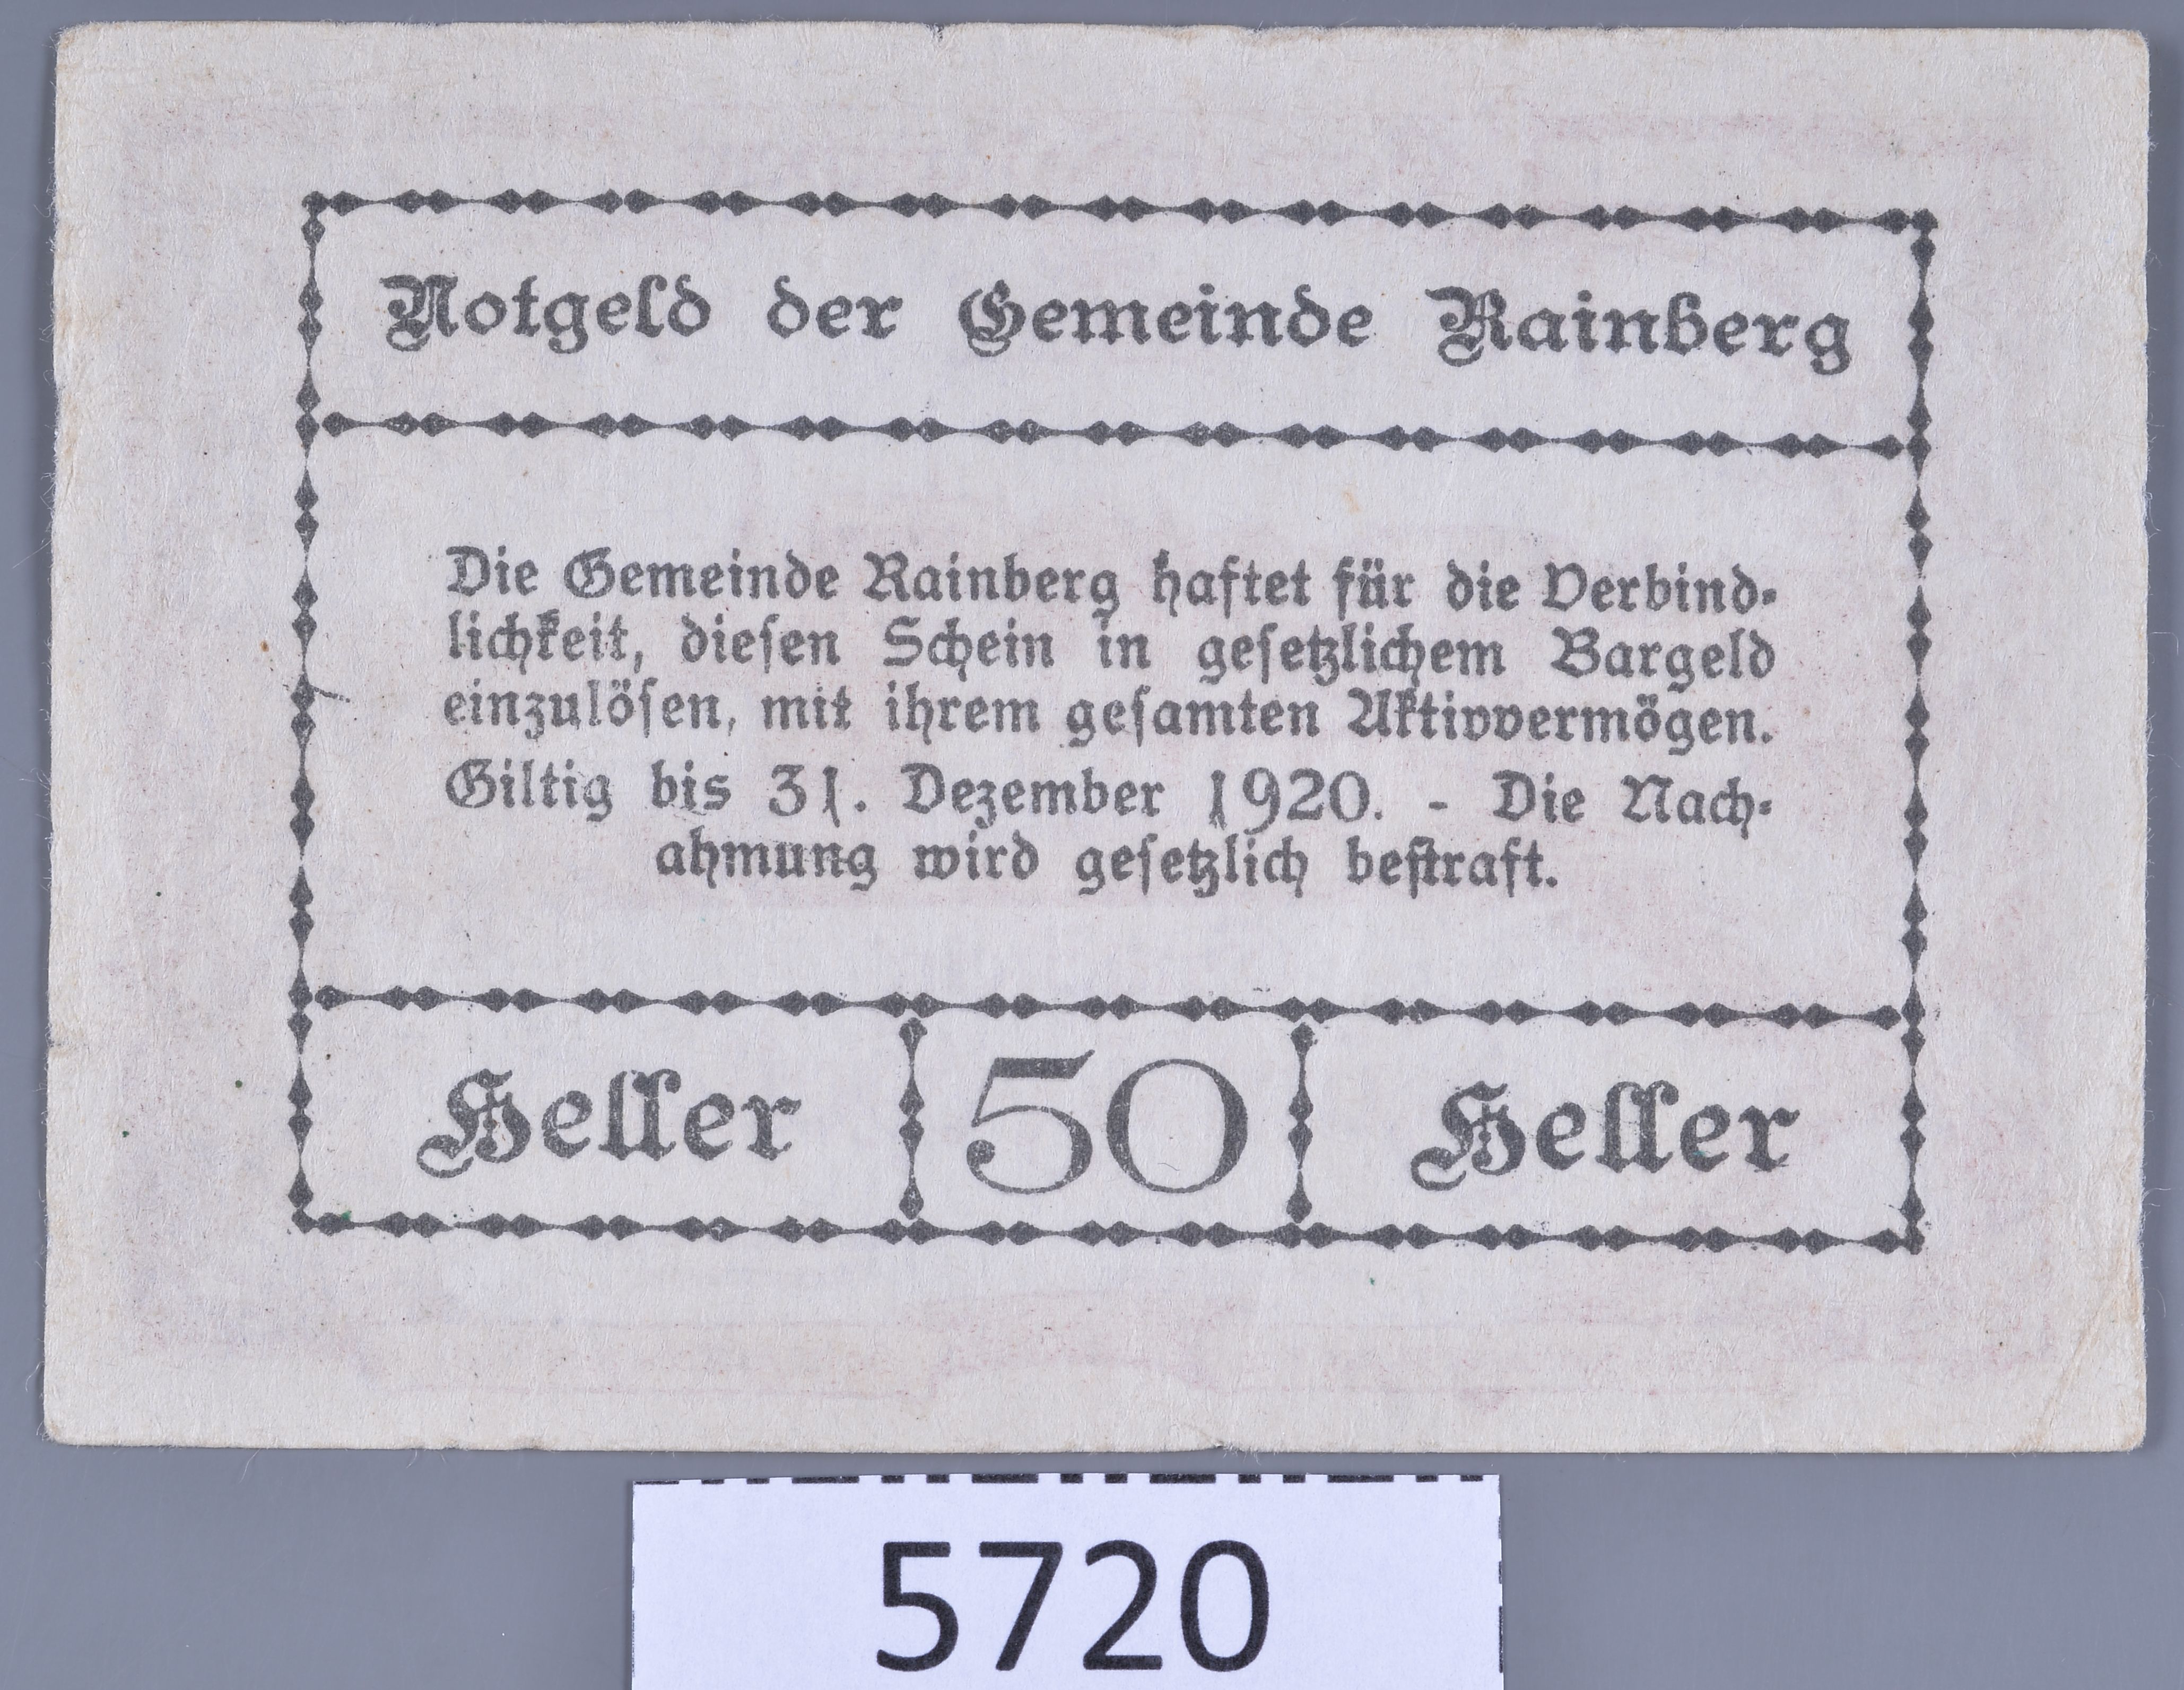 Notgeld der Gemeinde Rainberg
Die Gemeinde Rainberg haftet für die Verbind-
lichkeit, diesen Schein in gesetzlichem Bargeld
einzulösen, mit ihrem gesamten Aktivvermögen.
Giltig bis 31. Dezember 1920. - Die Nach-
ahmung wird gesetzlich bestraft.
Heller 50 Heller
5720